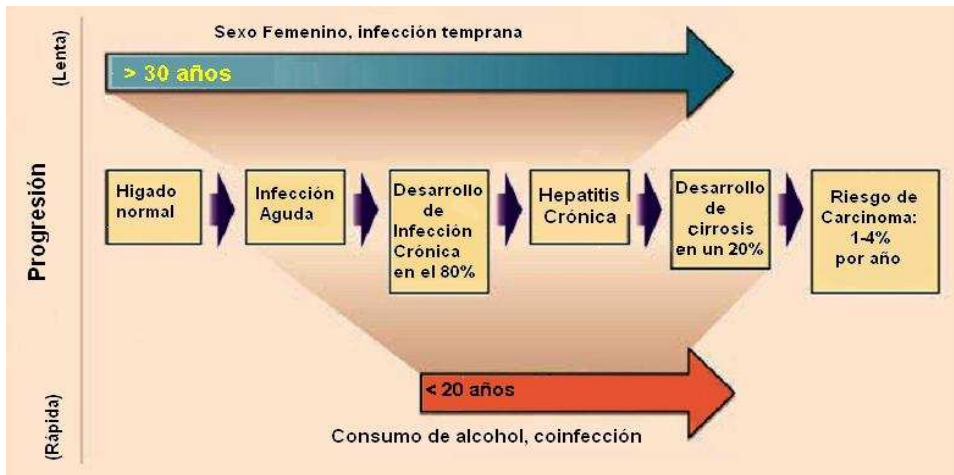 Sexo Femenino, infección temprana
(Lenta)
> 30 años
Progresión
Higado
normal
Infección
Aguda
Desarrollo
de
Infección
Crónica
en el 80%
Hepatitis
Crónica
Desarrollo
de
cirrosis
en un 20%
Riesgo de
Carcinoma:
1-4%
por año
< 20 años
(Rápida)
Consumo de alcohol, coinfección